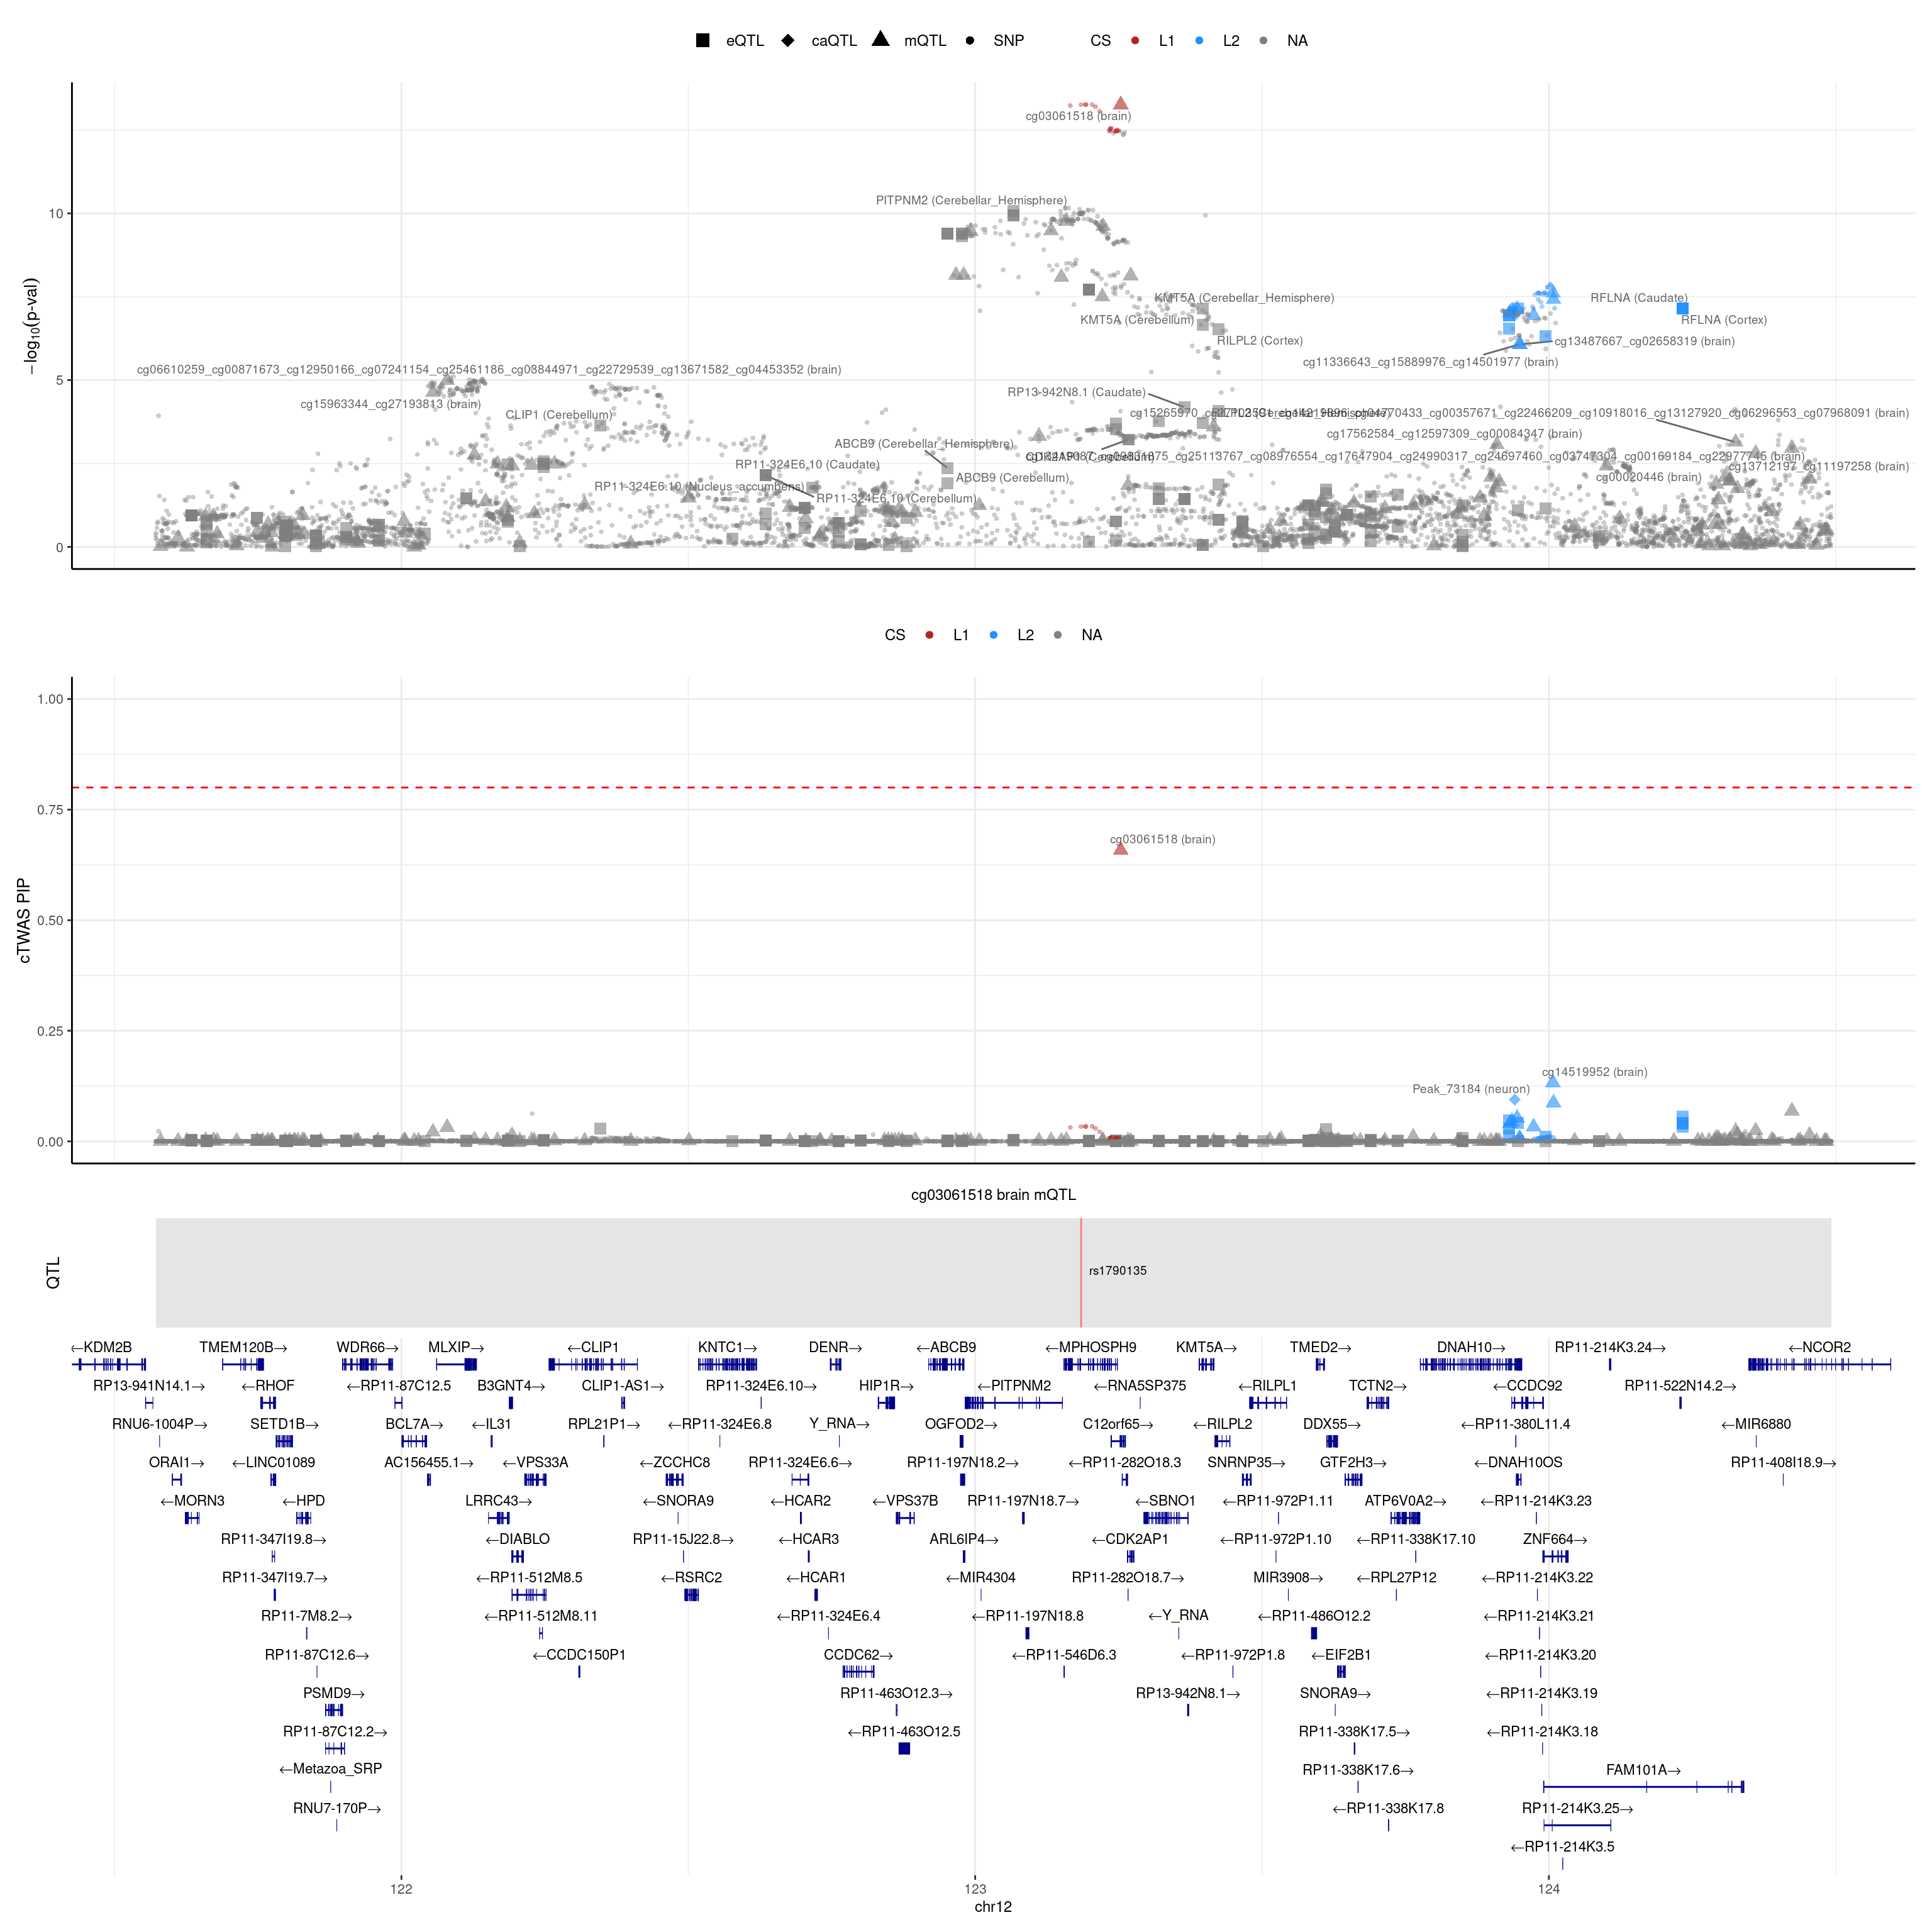 eQTL caQTL mQTL SNP CS L1 L2 NA
cg03061518 (brain)
PITPNM2 (Cerebellar_Hemisphere)
10
KMT5A (Cerebellar_Hemisphere)
RFLNA (Caudate)
KMT5A (Cerebellum)
RFLNA (Cortex)
RILPL2 (Cortex)
cg13487667_cg02658319 (brain)
cg11336643_cg15889976_cg14501977 (brain)
cg06610259_cg00871673_cg12950166_cg07241154_cg25461186_cg03844971_cg22729539_cg13671582_cg04453352 (brain)
5
RP13-942N8.1 (Caudate)
cg15963344_cg27193813 (brain)
CLIP1 (Cerebellum)
cg17562584_cg12597309_cg00084347 (brain)
ABCB9 (Cerebellar_Hemisphere)
RP11-324E6.10 (Caudate)
cg13712197_cg11197258 (brain)
ABCB9 (Cerebellum)
cg00020446 (brain)
RP11-324E6.10 (Nucleus_accumbens)
RP11-324E6.10 (Cerebellum)
0
−log10(p-val)
CS L1 L2 NA
1.00
0.75
cg03061518 (brain)
0.50
0.25
cg14519952 (brain)
Peak_73184 (neuron)
0.00
cTWAS PIP
cg03061518 brain mQTL
QTL
rs1790135
←KDM2B TMEM120B→ WDR66→ MLXIP→ ←CLIP1 KNTC1→ DENR→ ←ABCB9 ←MPHOSPH9 KMT5A→ TMED2→ DNAH10→ RP11-214K3.24→ ←NCOR2
RP13-941N14.1→ ←RHOF ←RP11-87C12.5 B3GNT4→ CLIP1-AS1→ RP11-324E6.10→ HIP1R→ ←PITPNM2 ←RNA5SP375 ←RILPL1 TCTN2→ ←CCDC92 RP11-522N14.2→
RNU6-1004P→ SETD1B→ BCL7A→ ←IL31 RPL21P1→ ←RP11-324E6.8 Y_RNA→ OGFOD2→ C12orf65→ ←RILPL2 DDX55→ ←RP11-380L11.4 ←MIR6880
ORAI1→ ←LINC01089 AC156455.1→ ←VPS33A ←ZCCHC8 RP11-324E6.6→ RP11-197N18.2→ ←RP11-282O18.3 SNRNP35→ GTF2H3→ ←DNAH10OS RP11-408I18.9→
←MORN3 ←HPD LRRC43→ ←SNORA9 ←HCAR2 ←VPS37B RP11-197N18.7→ ←SBNO1 ←RP11-972P1.11 ATP6V0A2→ ←RP11-214K3.23
RP11-347I19.8→ ←DIABLO RP11-15J22.8→ ←HCAR3 ARL6IP4→ ←CDK2AP1 ←RP11-972P1.10 ←RP11-338K17.10 ZNF664→
RP11-347I19.7→ ←RP11-512M8.5 ←RSRC2 ←HCAR1 ←MIR4304 RP11-282O18.7→ MIR3908→ ←RPL27P12 ←RP11-214K3.22
RP11-7M8.2→ ←RP11-512M8.11 ←RP11-324E6.4 ←RP11-197N18.8 ←Y_RNA ←RP11-486O12.2 ←RP11-214K3.21
RP11-87C12.6→ ←CCDC150P1 CCDC62→ ←RP11-546D6.3 ←RP11-972P1.8 ←EIF2B1 ←RP11-214K3.20
PSMD9→ RP11-463O12.3→ RP13-942N8.1→ SNORA9→ ←RP11-214K3.19
RP11-87C12.2→ ←RP11-463O12.5 RP11-338K17.5→ ←RP11-214K3.18
←Metazoa_SRP RP11-338K17.6→ FAM101A→
RNU7-170P→ ←RP11-338K17.8 RP11-214K3.25→
←RP11-214K3.5
122 123 124
chr12